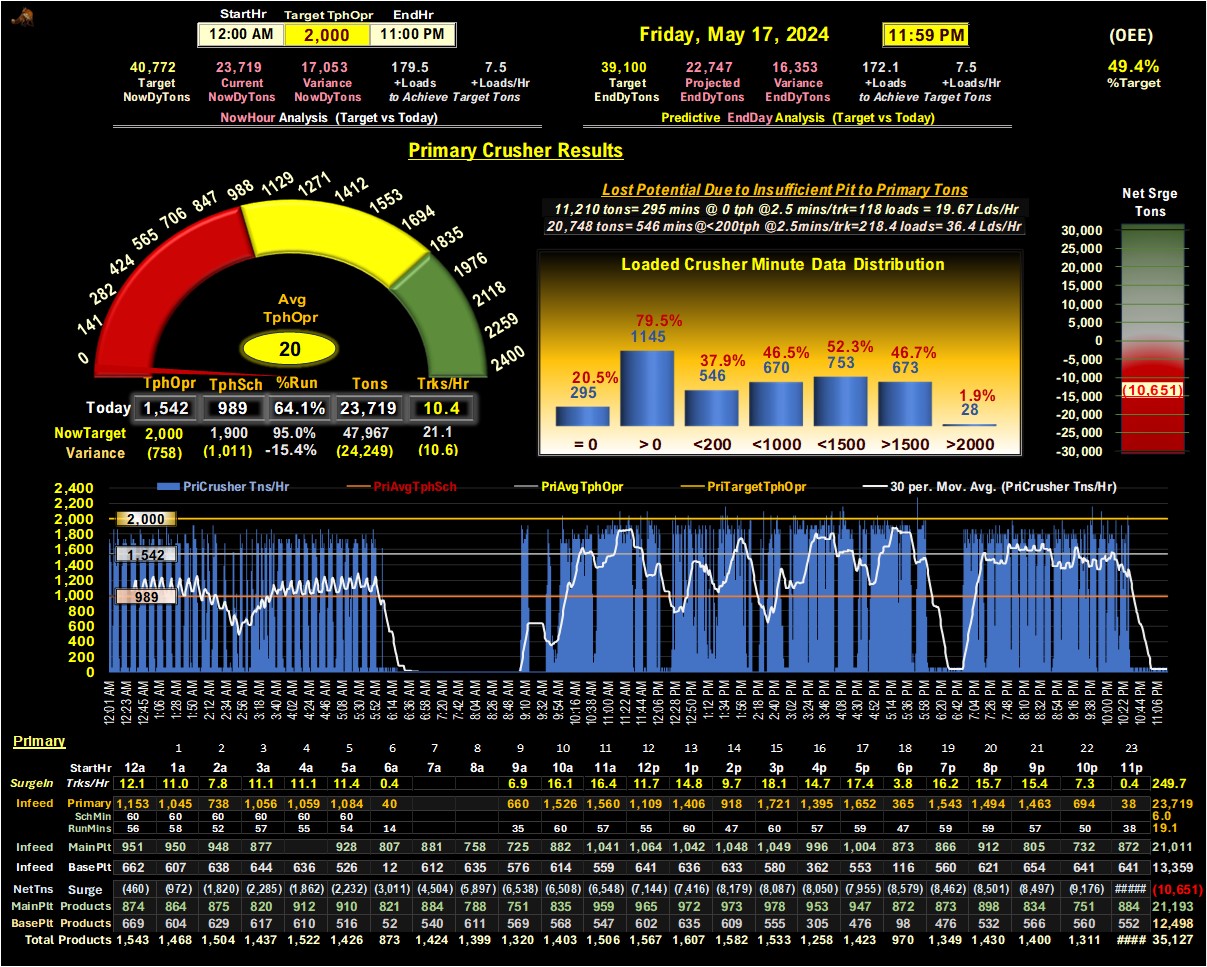 StartHr Target TphOpr EndHr
12:00 AM 2,000 11:00 PM
Friday, May 17, 2024 11:59 PM (OEE)
40,772 23,719 17,053 179.5 7.5
Target Current Variance +Loads +Loads/Hr
NowDyTons NowDyTons NowDyTons to Achieve Target Tons
NowHour Analysis (Target vs Today)
39,100 22,747 16,353 172.1 7.5
Target Projected Variance +Loads +Loads/Hr
EndDyTons EndDyTons EndDyTons to Achieve Target Tons
Predictive EndDay Analysis (Target vs Today)
49.4%
%Target
Primary Crusher Results
0
141
282
424
565
706
847
988
1129
1271
1412
1553
1694
1835
1976
2118
2259
2400
Avg
TphOpr
20
TphOpr TphSch %Run Tons Trks/Hr
Today 1,542 989 64.1% 23,719 10.4
NowTarget 2,000 1,900 95.0% 47,967 21.1
Variance (758) (1,011) -15.4% (24,249) (10.6)
Lost Potential Due to Insufficient Pit to Primary Tons
11,210 tons= 295 mins @ 0 tph @2.5 mins/trk=118 loads = 19.67 Lds/Hr
20,748 tons= 546 mins@<200tph @2.5mins/trk=218.4 loads= 36.4 Lds/Hr
Loaded Crusher Minute Data Distribution
20.5% 79.5% 37.9% 46.5% 52.3% 46.7% 1.9%
295 1145 546 670 753 673 28
= 0 > 0 <200 <1000 <1500 >1500 >2000
Net Srge
Tons
30,000
25,000
20,000
15,000
10,000
5,000
0
-5,000
-10,000
(10,651)
-15,000
-20,000
-25,000
-30,000
PriCrusher Tns/Hr PriAvgTphSch PriAvgTphOpr PriTargetTphOpr 30 per. Mov. Avg. (PriCrusher Tns/Hr)
2,400
2,200
2,000
1,800
1,600
1,400
1,200
1,000
800
600
400
200
0
2,000
1,542
989
12:01 AM 12:23 AM 12:45 AM 1:06 AM 1:28 AM 1:50 AM 2:12 AM 2:34 AM 2:56 AM 3:18 AM 3:40 AM 4:02 AM 4:24 AM 4:46 AM 5:08 AM 5:30 AM 5:52 AM 6:14 AM 6:36 AM 6:58 AM 7:20 AM 7:42 AM 8:04 AM 8:26 AM 8:48 AM 9:10 AM 9:32 AM 9:54 AM 10:16 AM 10:38 AM 11:00 AM 11:22 AM 11:44 AM 12:06 PM 12:28 PM 12:50 PM 1:12 PM 1:34 PM 1:56 PM 2:18 PM 2:40 PM 3:02 PM 3:24 PM 3:46 PM 4:08 PM 4:30 PM 4:52 PM 5:14 PM 5:36 PM 5:58 PM 6:20 PM 6:42 PM 7:04 PM 7:26 PM 7:48 PM 8:10 PM 8:32 PM 8:54 PM 9:16 PM 9:38 PM 10:00 PM 10:22 PM 10:44 PM 11:06 PM
Primary
1 2 3 4 5 6 7 8 9 10 11 12 13 14 15 16 17 18 19 20 21 22 23
StartHr 12a 1a 2a 3a 4a 5a 6a 7a 8a 9a 10a 11a 12p 1p 2p 3p 4p 5p 6p 7p 8p 9p 10p 11p
SurgeIn Trks/Hr 12.1 11.0 7.8 11.1 11.1 11.4 0.4 6.9 16.1 16.4 11.7 14.8 9.7 18.1 14.7 17.4 3.8 16.2 15.7 15.4 7.3 0.4 249.7
Infeed Primary 1,153 1,045 738 1,056 1,059 1,084 40 660 1,526 1,560 1,109 1,406 918 1,721 1,395 1,652 365 1,543 1,494 1,463 694 38 23,719
SchMin 60 60 60 60 60 60 6.0
RunMins 56 58 52 57 55 54 14 35 60 57 55 60 47 60 57 59 47 59 59 57 50 38 19.1
Infeed MainPlt 951 950 948 877 928 807 881 758 725 882 1,041 1,064 1,042 1,048 1,049 996 1,004 873 866 912 805 732 872 21,011
Infeed BasePlt 662 607 638 644 636 526 12 612 635 576 614 559 641 636 633 580 362 553 116 560 621 654 641 641 13,359
NetTns Surge (460) (972) (1,820) (2,285) (1,862) (2,232) (3,011) (4,504) (5,897) (6,538) (6,508) (6,548) (7,144) (7,416) (8,179) (8,087) (8,050) (7,955) (8,579) (8,462) (8,501) (8,497) (9,176) ##### (10,651)
MainPlt Products 874 864 875 820 912 910 821 884 788 751 835 959 965 972 973 978 953 947 872 873 898 834 751 884 21,193
BasePlt Products 669 604 629 617 610 516 52 540 611 569 568 547 602 635 609 555 305 476 98 476 532 566 560 552 12,498
Total Products 1,543 1,468 1,504 1,437 1,522 1,426 873 1,424 1,399 1,320 1,403 1,506 1,567 1,607 1,582 1,533 1,258 1,423 970 1,349 1,430 1,400 1,311 #### 35,127